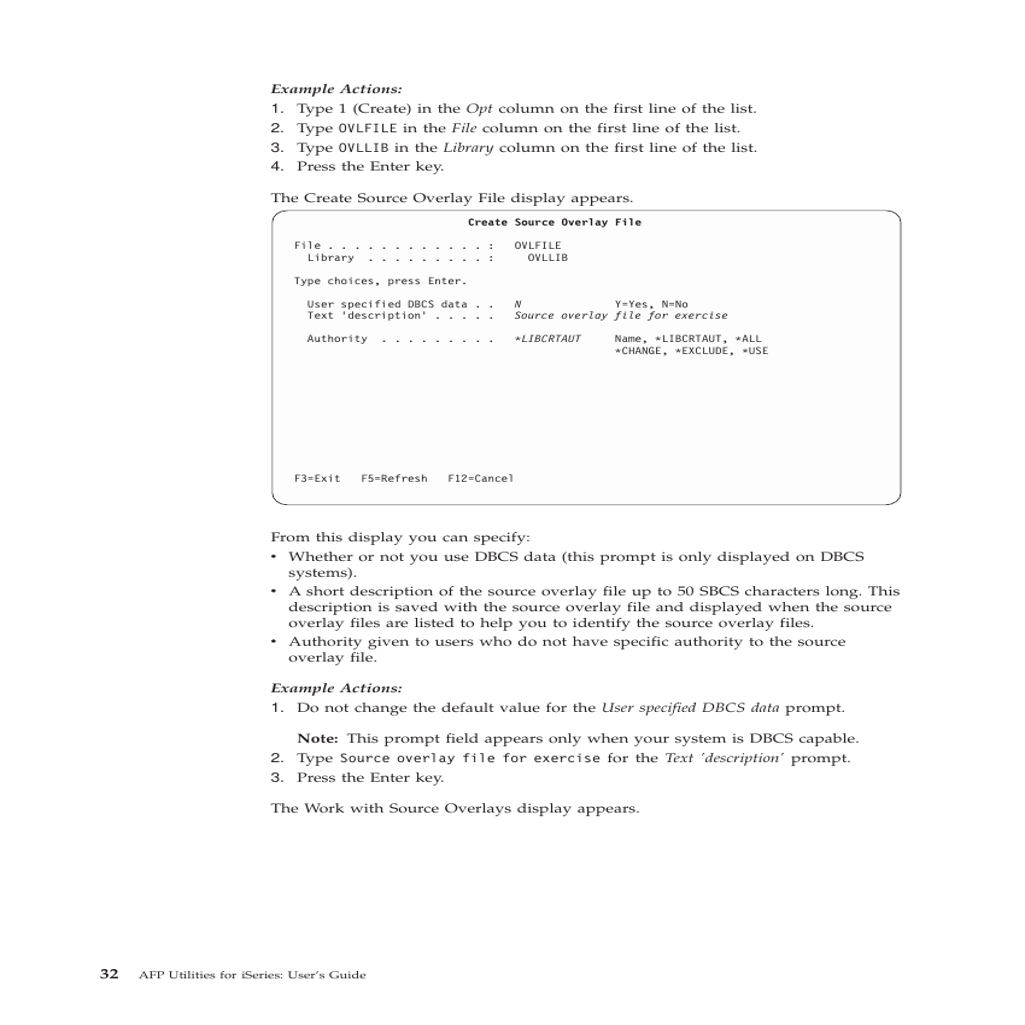 Example Actions:
1. Type 1 (Create) in the Opt column on the first line of the list.
2. Type OVLFILE in the File column on the first line of the list.
3. Type OVLLIB in the Library column on the first line of the list.
4. Press the Enter key.
The Create Source Overlay File display appears.
Create Source Overlay File
File . . . . . . . . . . . . : OVLFILE
Library . . . . . . . . . : OVLLIB
Type choices, press Enter.
User specified DBCS data . . N Y=Yes, N=No
Text 'description' . . . . . Source overlay file for exercise
Authority . . . . . . . . . *LIBCRTAUT Name, *LIBCRTAUT, *ALL
*CHANGE, *EXCLUDE, *USE
F3=Exit F5=Refresh F12=Cancel
From this display you can specify:
• Whether or not you use DBCS data (this prompt is only displayed on DBCS
systems).
• A short description of the source overlay file up to 50 SBCS characters long. This
description is saved with the source overlay file and displayed when the source
overlay files are listed to help you to identify the source overlay files.
• Authority given to users who do not have specific authority to the source
overlay file.
Example Actions:
1. Do not change the default value for the User specified DBCS data prompt.
Note: This prompt field appears only when your system is DBCS capable.
2. Type Source overlay file for exercise for the Text ´description´ prompt.
3. Press the Enter key.
The Work with Source Overlays display appears.
32 AFP Utilities for iSeries: User’s Guide